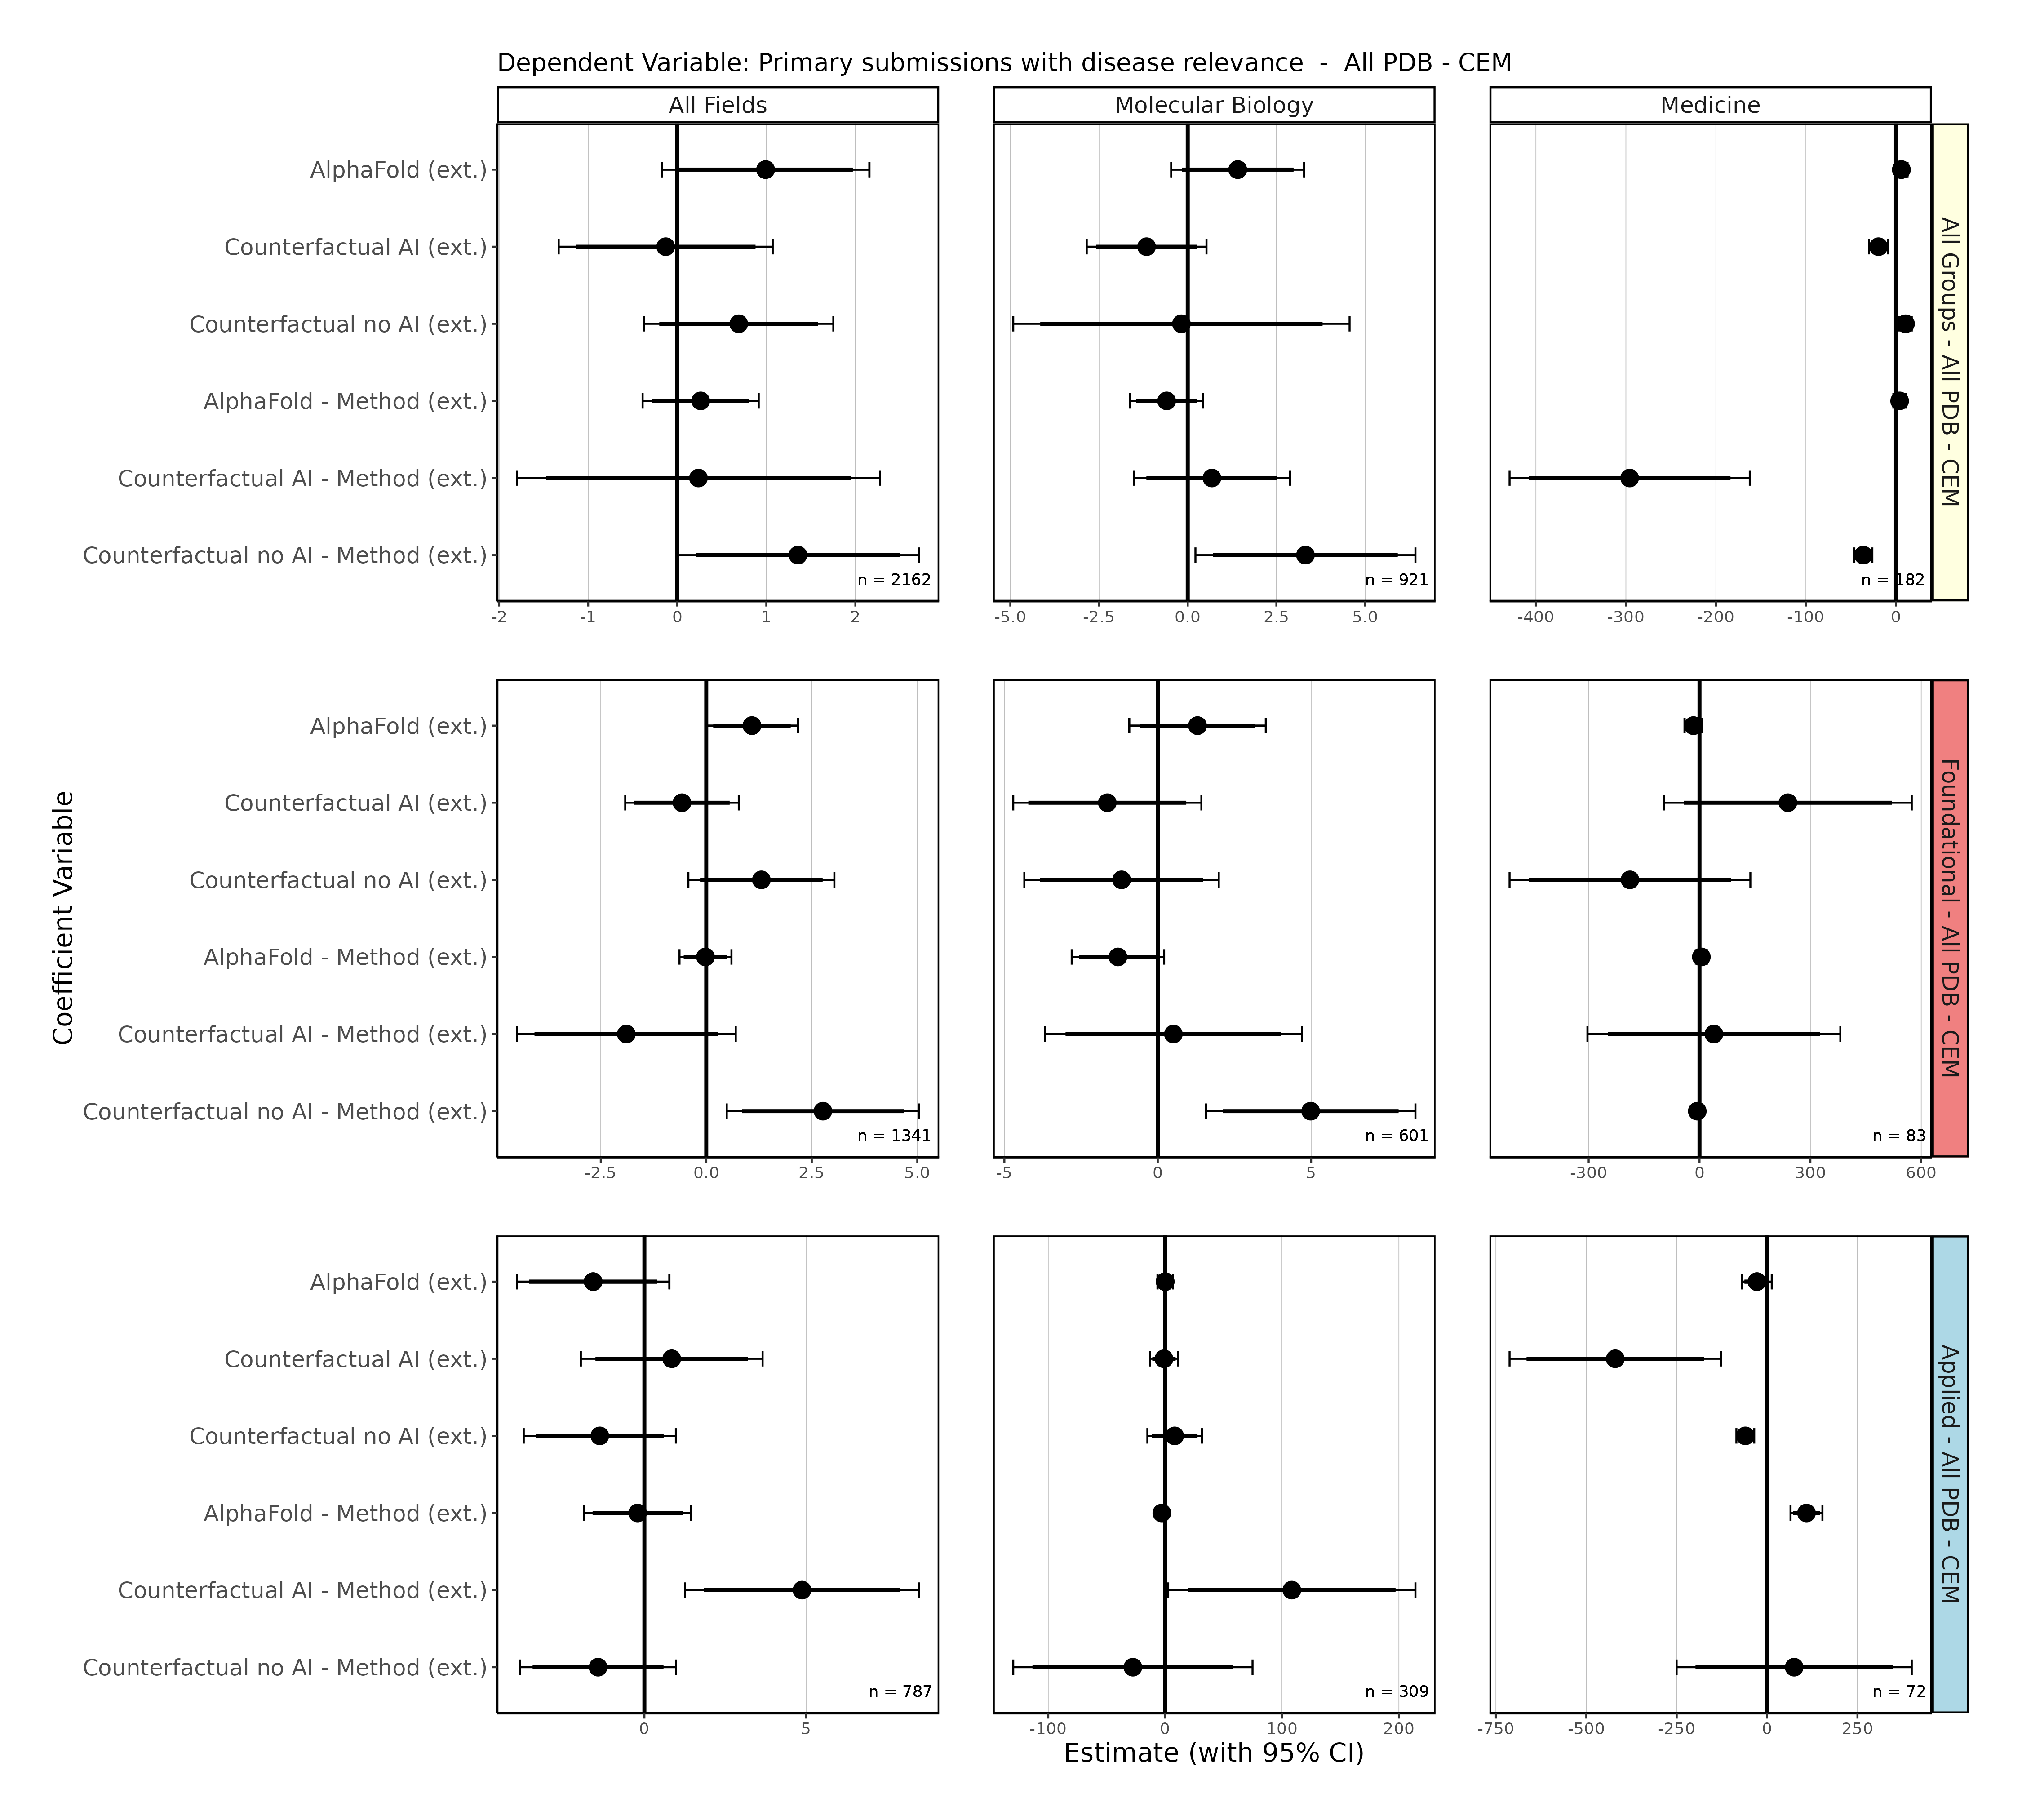 Dependent Variable: Primary submissions with disease relevance  -  All PDB - CEM
All Fields
Molecular Biology
Medicine
AlphaFold (ext.)
Counterfactual AI (ext.)
Counterfactual no AI (ext.)
AlphaFold - Method (ext.)
Counterfactual AI - Method (ext.)
Counterfactual no AI - Method (ext.)
n = 2162
n = 921
n = 182
All Groups - All PDB - CEM
-2 -1 0 1 2
-5.0 -2.5 0.0 2.5 5.0
-400 -300 -200 -100 0
Coefficient Variable
AlphaFold (ext.)
Counterfactual AI (ext.)
Counterfactual no AI (ext.)
AlphaFold - Method (ext.)
Counterfactual AI - Method (ext.)
Counterfactual no AI - Method (ext.)
n = 1341
n = 601
n = 83
Foundational - All PDB - CEM
-2.5 0.0 2.5 5.0
-5 0 5
-300 0 300 600
AlphaFold (ext.)
Counterfactual AI (ext.)
Counterfactual no AI (ext.)
AlphaFold - Method (ext.)
Counterfactual AI - Method (ext.)
Counterfactual no AI - Method (ext.)
n = 787
n = 309
n = 72
Applied - All PDB - CEM
0 5
-100 0 100 200
-750 -500 -250 0 250
Estimate (with 95% CI)